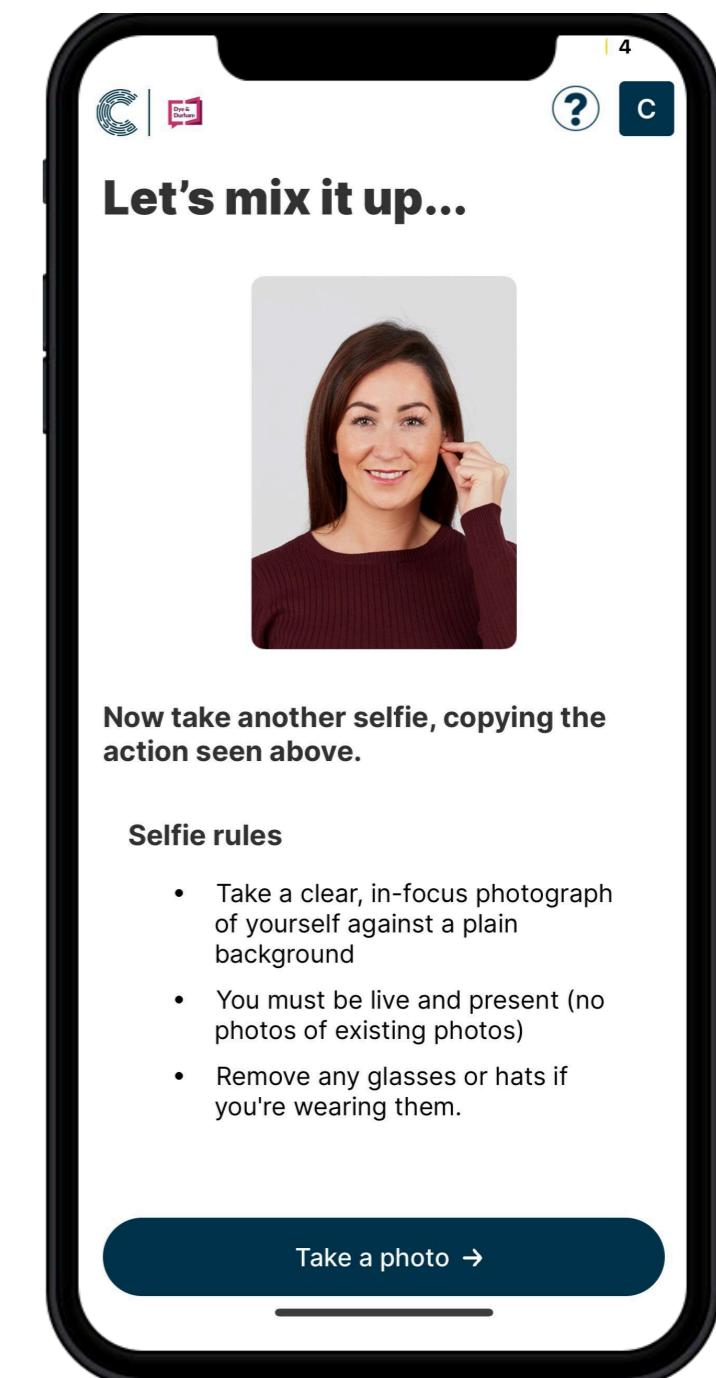 4
Dye &
Durham
?
C
Let’s mix it up...
Now take another selfie, copying the
action seen above.
Selfie rules
• Take a clear, in-focus photograph
of yourself against a plain
background
• You must be live and present (no
photos of existing photos)
• Remove any glasses or hats if
you're wearing them.
Take a photo →